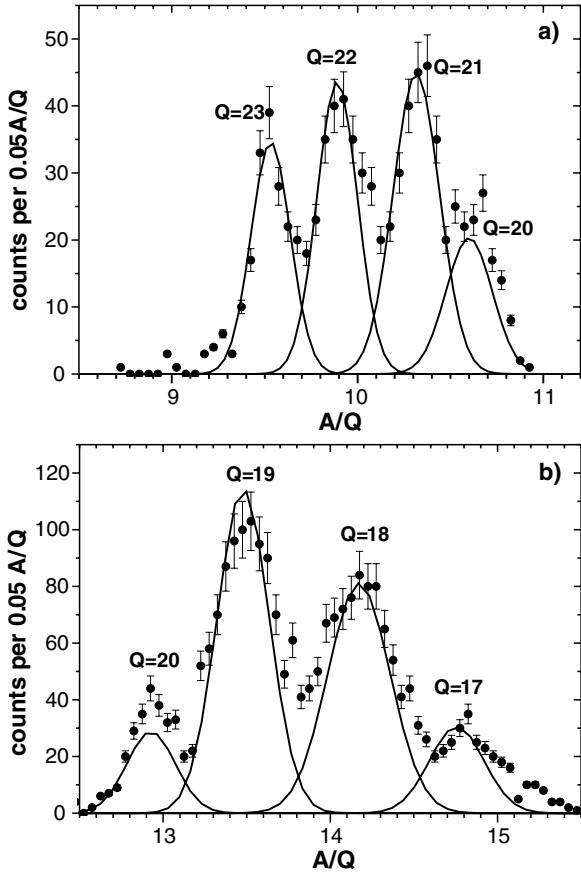 a)
Q=22
Q=21
Q=23
Q=20
50
40
30
20
10
0
counts per 0.05A/Q
9 10 11
A/Q
b)
Q=19
Q=18
Q=20
Q=17
120
100
80
60
40
20
0
counts per 0.05 A/Q
13 14 15
A/Q